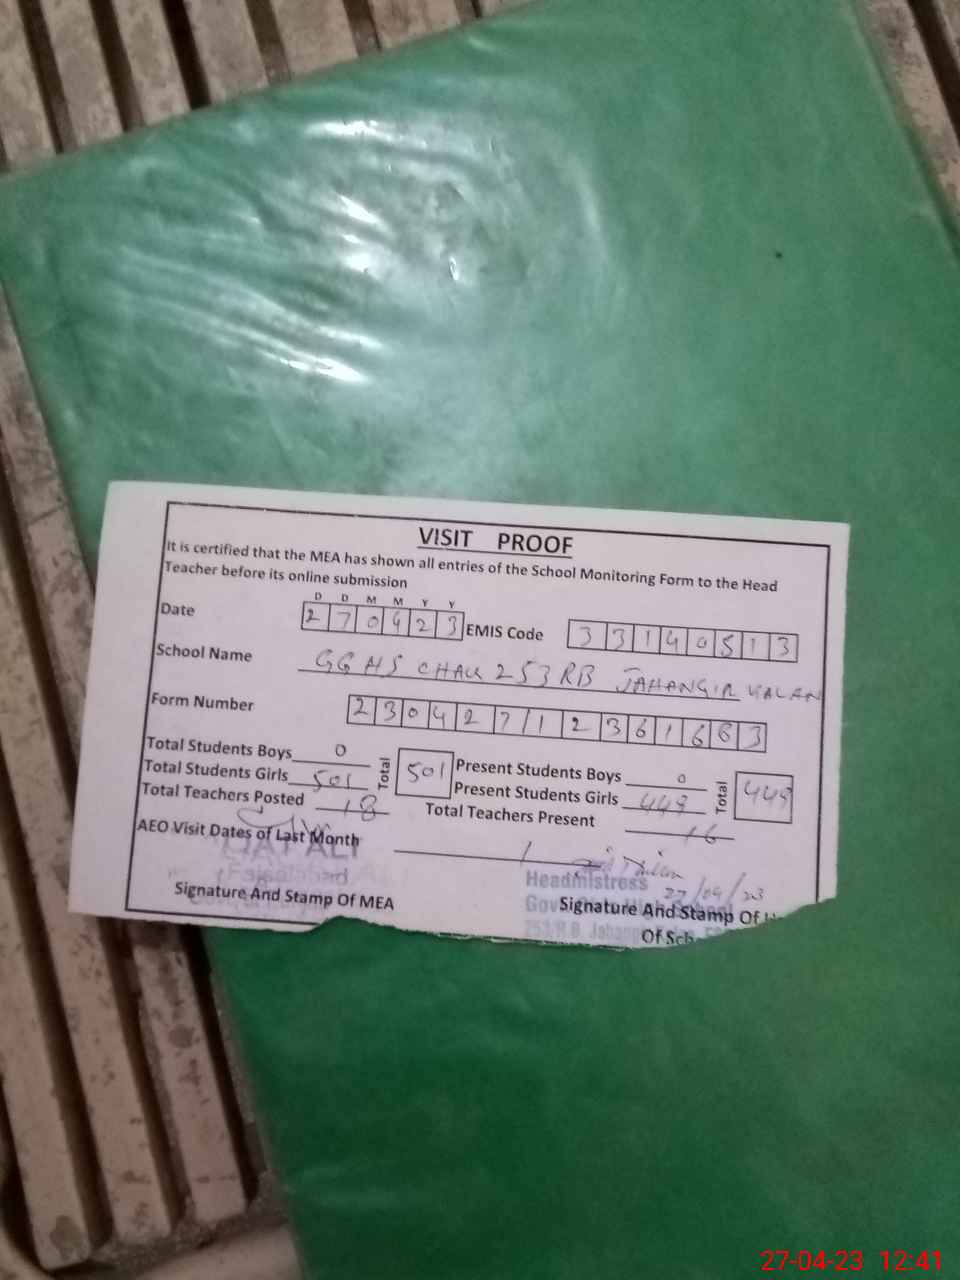 VISIT PROOF
It is certified that the MEA has shown all entries of the School Monitoring Form to the Head
Teacher before its online submission
D D M M Y Y
Date 2 7 0 4 2 3 EMIS Code 3 3 1 4 0 5 1 3
School Name GGHS CHAK 253 RB JAHANGIR KALAN
Form Number 2 3 0 4 2 7 / 1 2 3 6 1 6 6 3
Total Students Boys 0 Present Students Boys 0
Total 501 Total 449
Total Students Girls 501 Present Students Girls 449
Total Teachers Posted 18 Total Teachers Present 16
AEO Visit Dates of Last Month /
Faisalabad
Headmistress 27/04/23
Signature And Stamp Of MEA Signature And Stamp Of
253/R.B. Of Sch
27-04-23 12:41